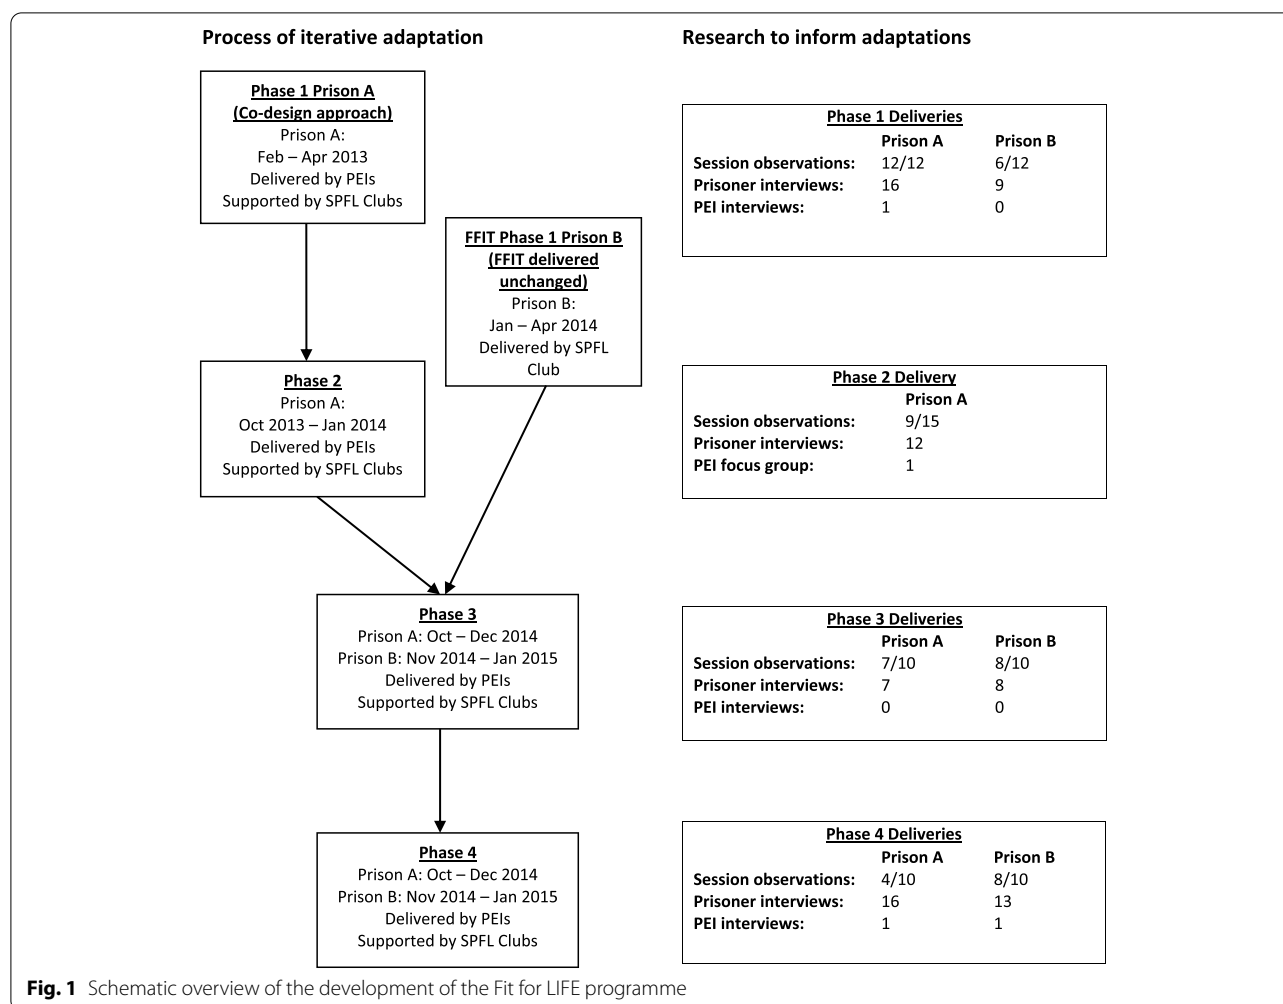 Process of iterative adaptation
Phase 1 Prison A
(Co-design approach)
Prison A:
Feb – Apr 2013
Delivered by PEIs
Supported by SPFL Clubs
FFIT Phase 1 Prison B
(FFIT delivered
unchanged)
Prison B:
Jan – Apr 2014
Delivered by SPFL
Club
Phase 2
Prison A:
Oct 2013 – Jan 2014
Delivered by PEIs
Supported by SPFL Clubs
Phase 3
Prison A: Oct – Dec 2014
Prison B: Nov 2014 – Jan 2015
Delivered by PEIs
Supported by SPFL Clubs
Phase 4
Prison A: Oct – Dec 2014
Prison B: Nov 2014 – Jan 2015
Delivered by PEIs
Supported by SPFL Clubs
Research to inform adaptations
Phase 1 Deliveries
Prison A Prison B
Session observations: 12/12 6/12
Prisoner interviews: 16 9
PEI interviews: 1 0
Phase 2 Delivery
Prison A
Session observations: 9/15
Prisoner interviews: 12
PEI focus group: 1
Phase 3 Deliveries
Prison A Prison B
Session observations: 7/10 8/10
Prisoner interviews: 7 8
PEI interviews: 0 0
Phase 4 Deliveries
Prison A Prison B
Session observations: 4/10 8/10
Prisoner interviews: 16 13
PEI interviews: 1 1
Fig. 1 Schematic overview of the development of the Fit for LIFE programme